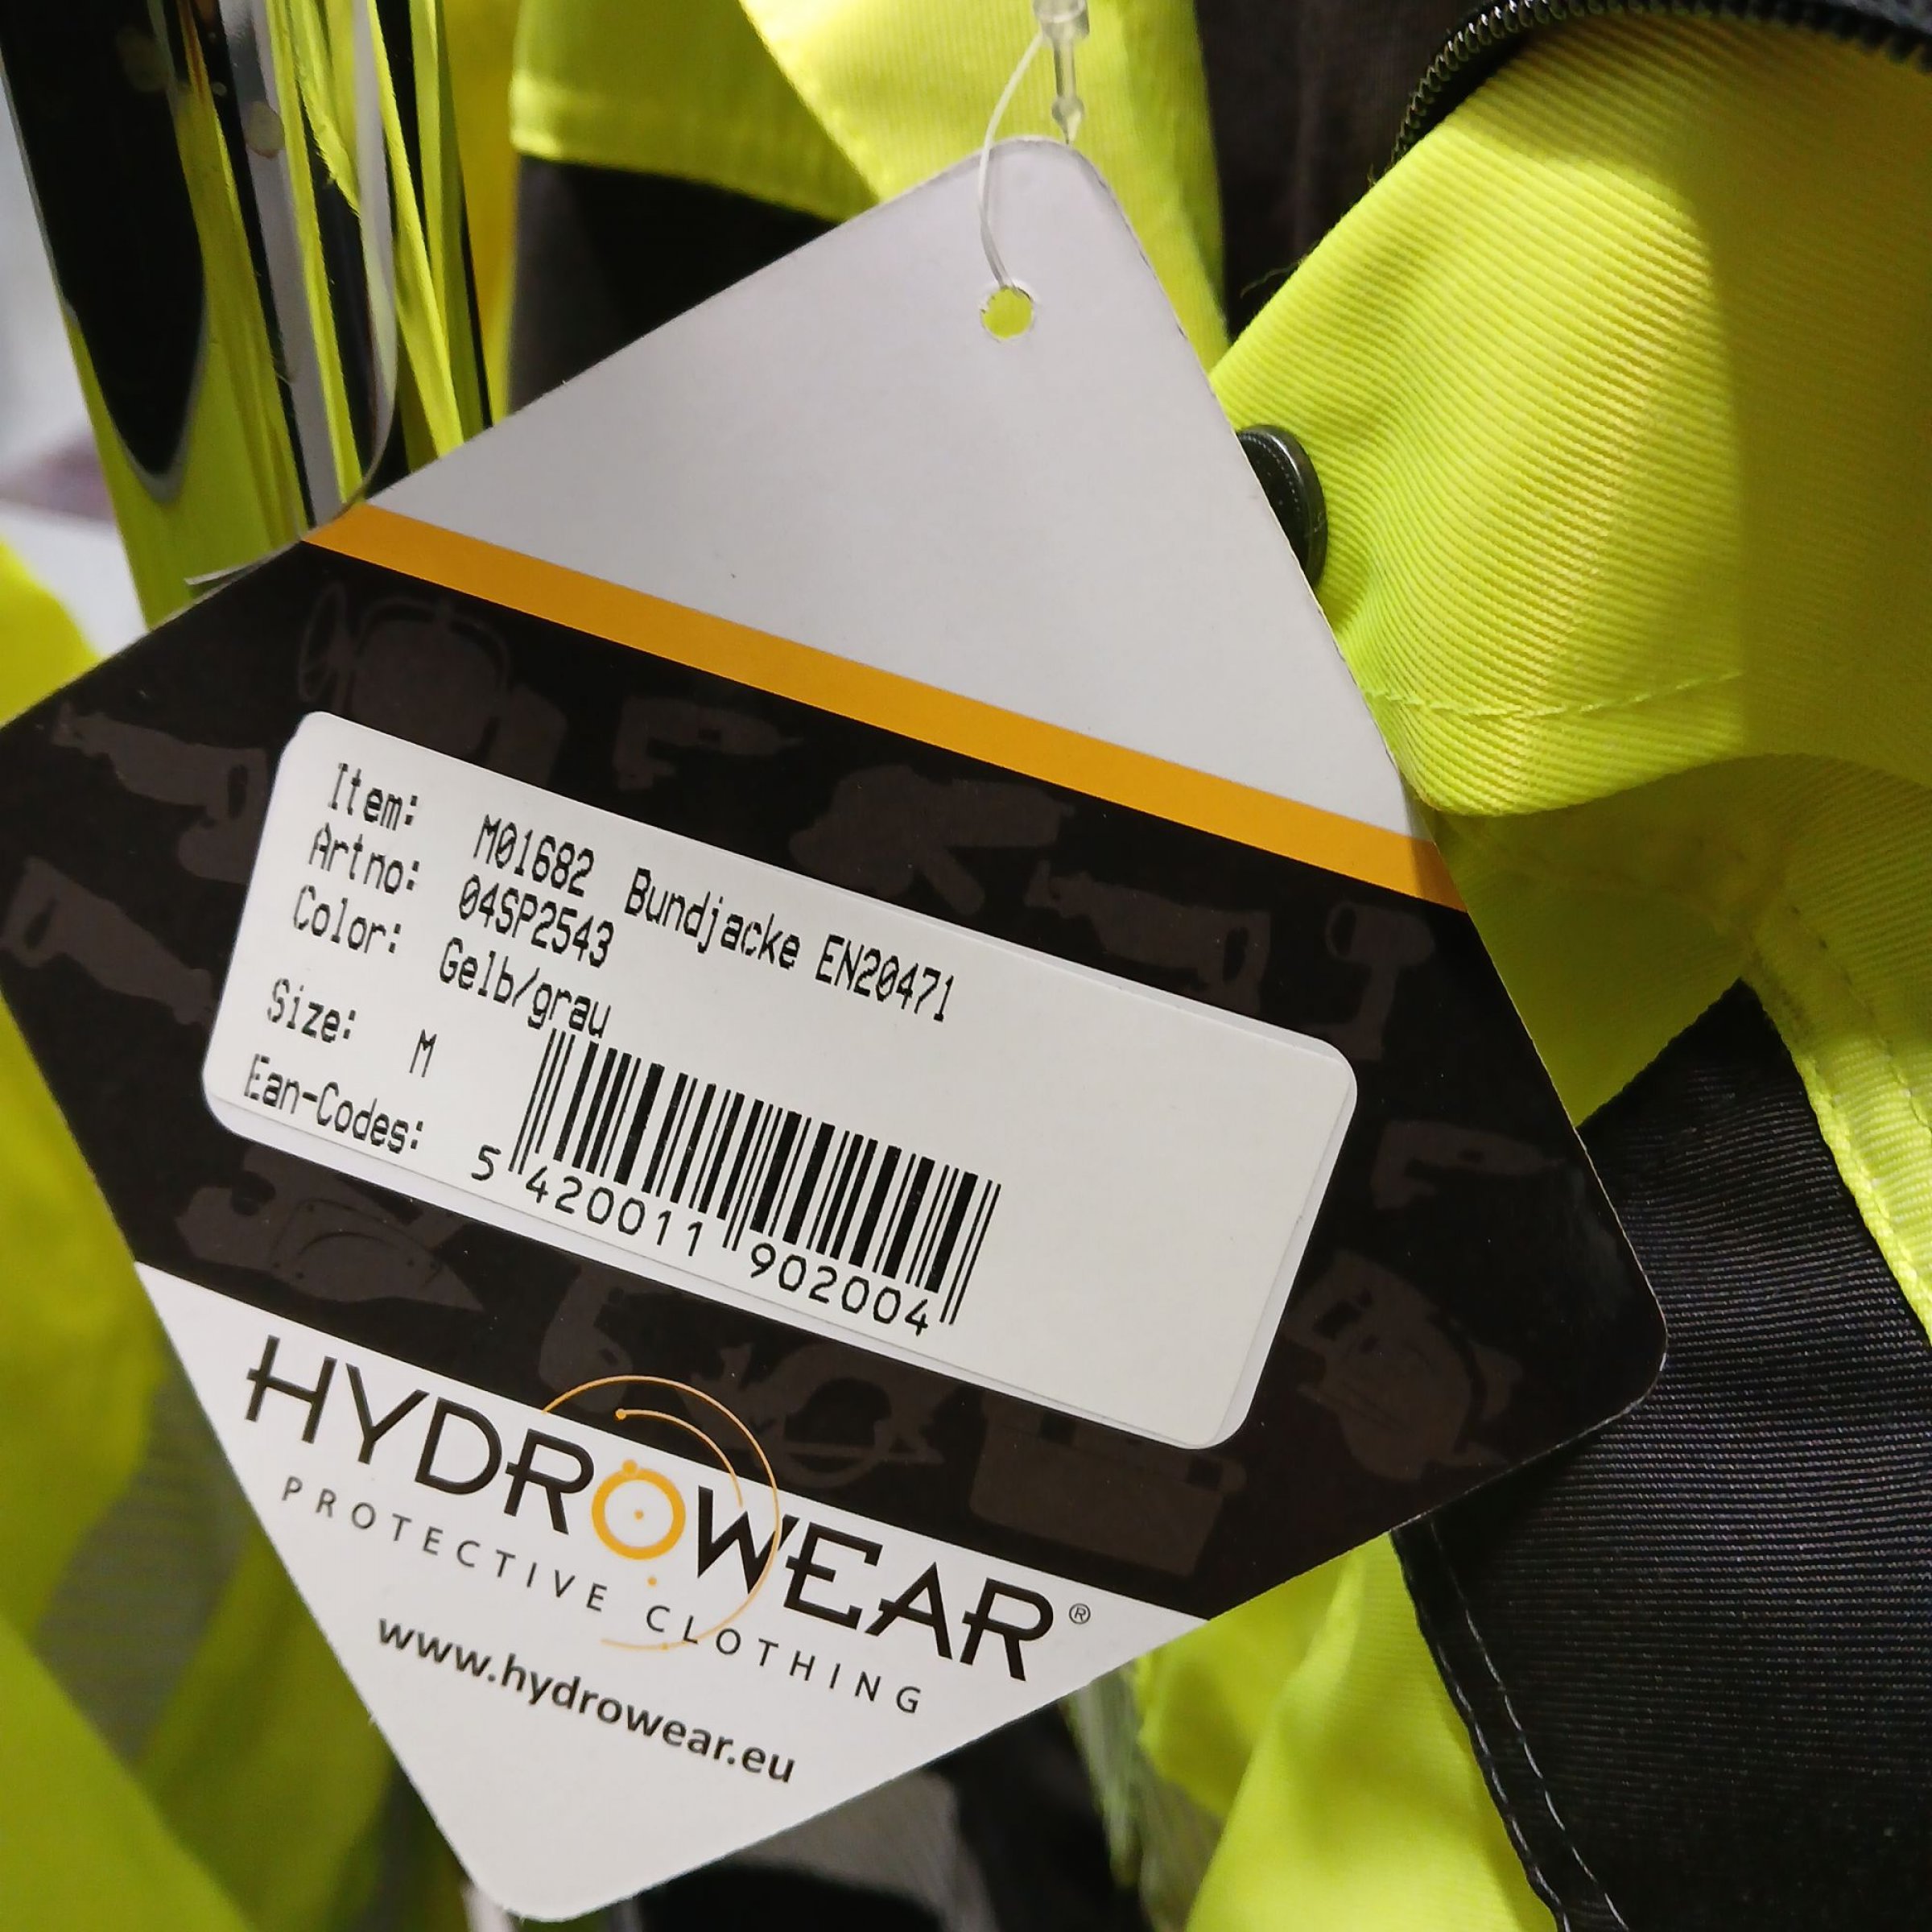 Item: M01682 Bundjacke EN20471
Artno: 04SP2543
Color: Gelb/grau
Size: M
Ean-Codes:
5 420011 902004
HYDROWEAR®
PROTECTIVE CLOTHING
www.hydrowear.eu